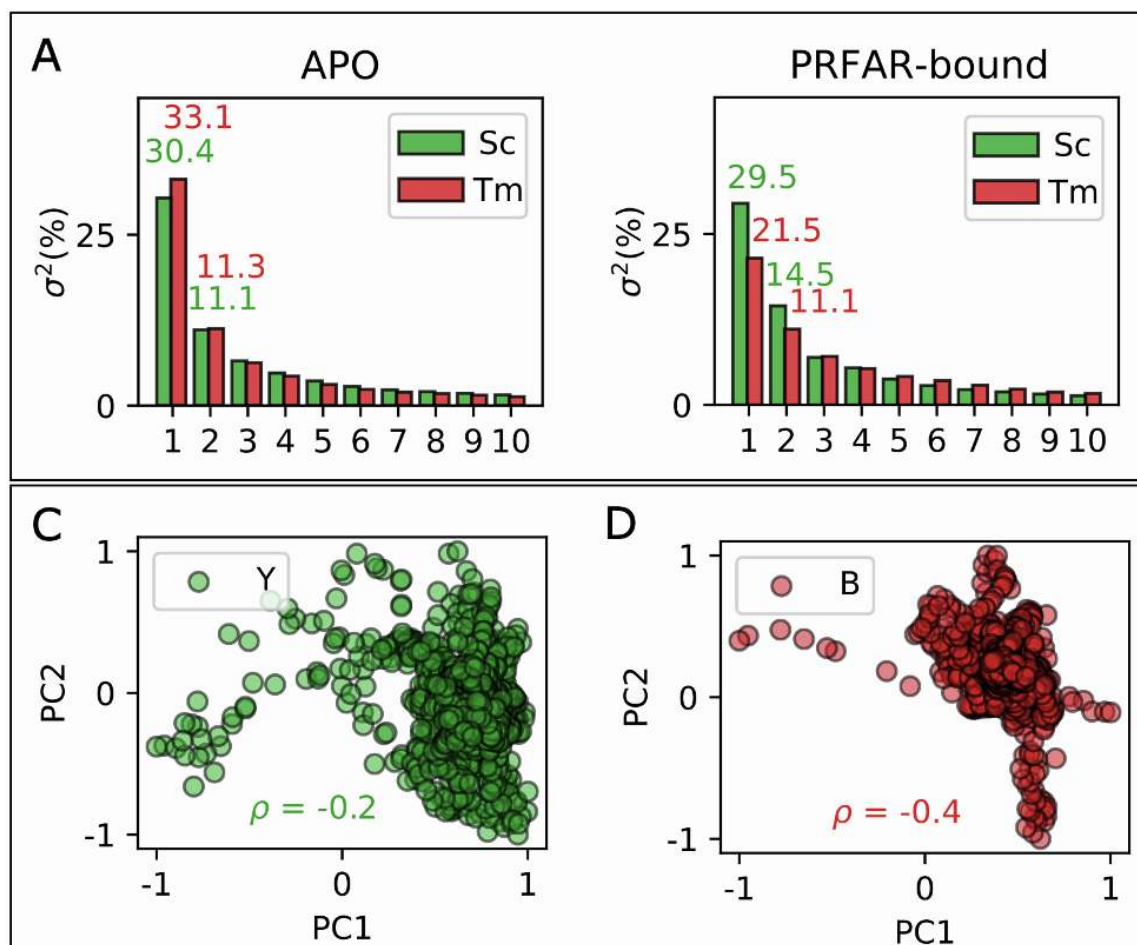 A
APO
PRFAR-bound
33.1
30.4
11.3
11.1
Sc
Tm
σ²(%)
25
0
1 2 3 4 5 6 7 8 9 10
29.5
21.5
14.5
11.1
Sc
Tm
σ²(%)
25
0
1 2 3 4 5 6 7 8 9 10
C
Y
PC2
1
0
-1
ρ = -0.2
-1 0 1
PC1
D
B
PC2
1
0
-1
ρ = -0.4
-1 0 1
PC1